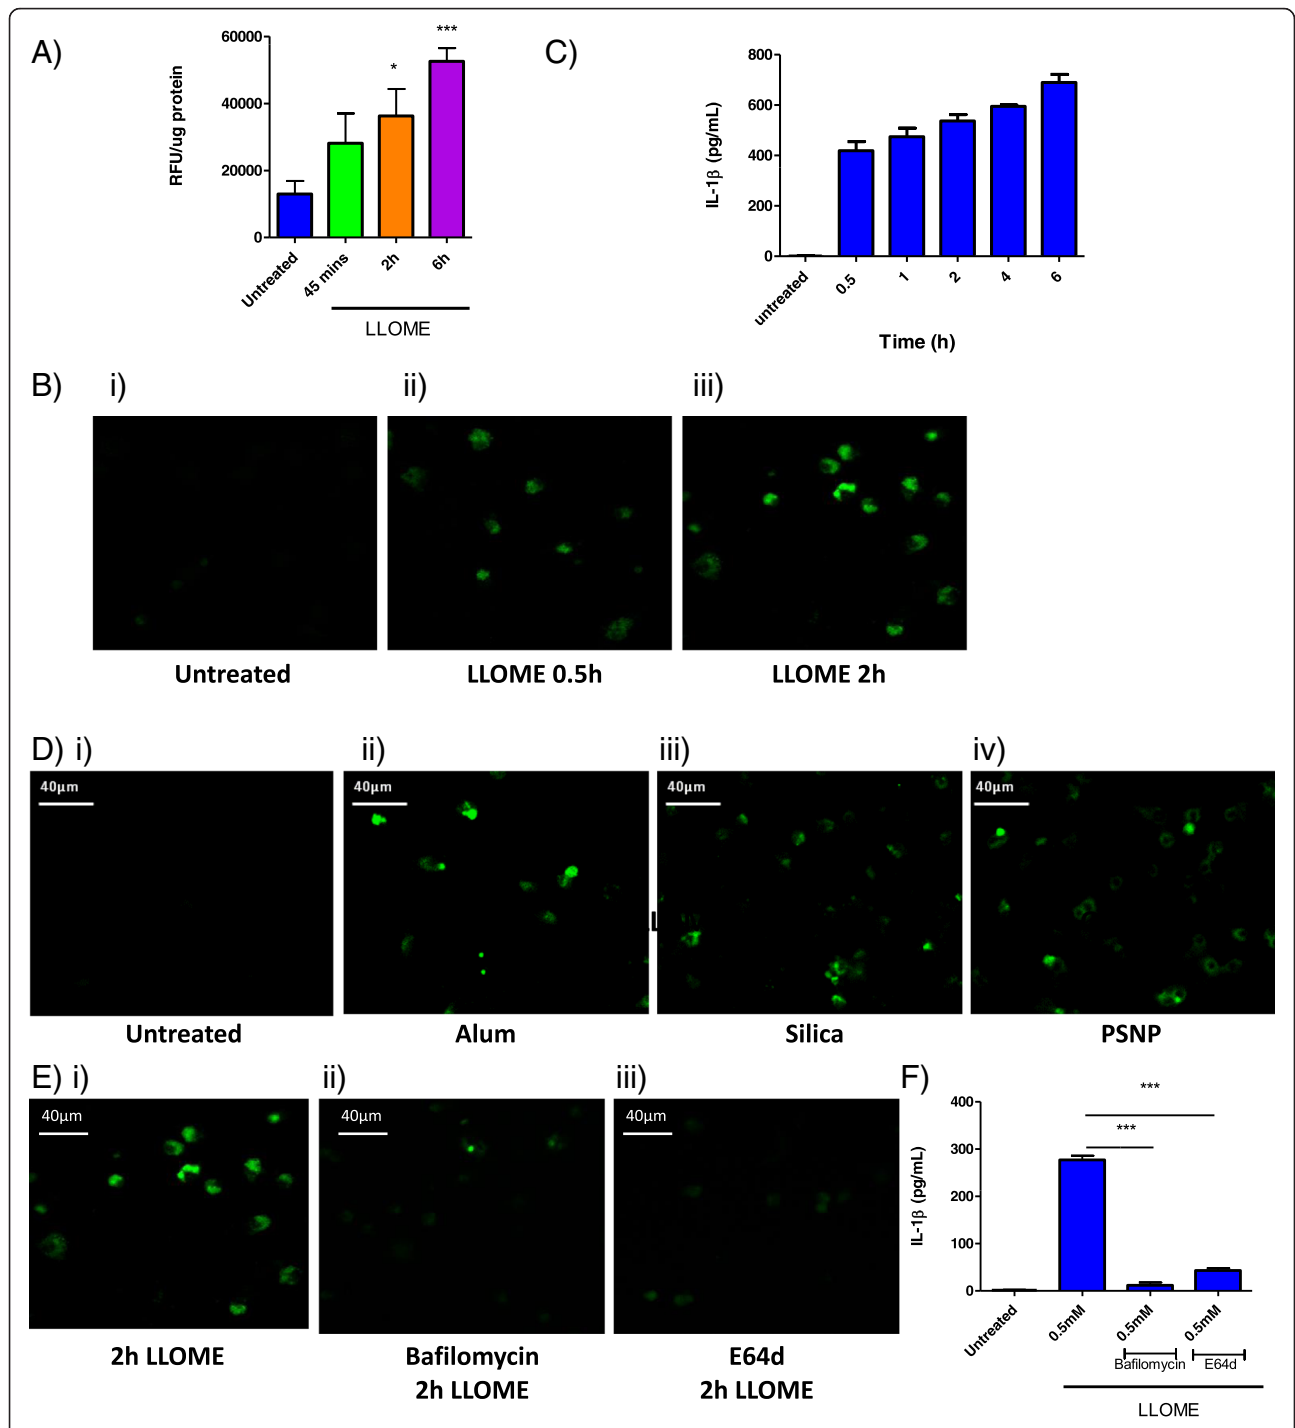 A)
RFU/ug protein
60000
40000
20000
0
*
***
Untreated
45 mins
2h
6h
LLOME
C)
IL-1β (pg/mL)
800
600
400
200
0
untreated
0.5
1
2
4
6
Time (h)
B)
i)
ii)
iii)
Untreated
LLOME 0.5h
LLOME 2h
D) i)
ii)
iii)
iv)
40µm
40µm
40µm
40µm
Untreated
Alum
Silica
PSNP
E) i)
ii)
iii)
40µm
40µm
40µm
2h LLOME
Bafilomycin
2h LLOME
E64d
2h LLOME
F)
IL-1β (pg/mL)
400
300
200
100
0
***
***
Untreated
0.5mM
0.5mM
0.5mM
Bafilomycin
E64d
LLOME